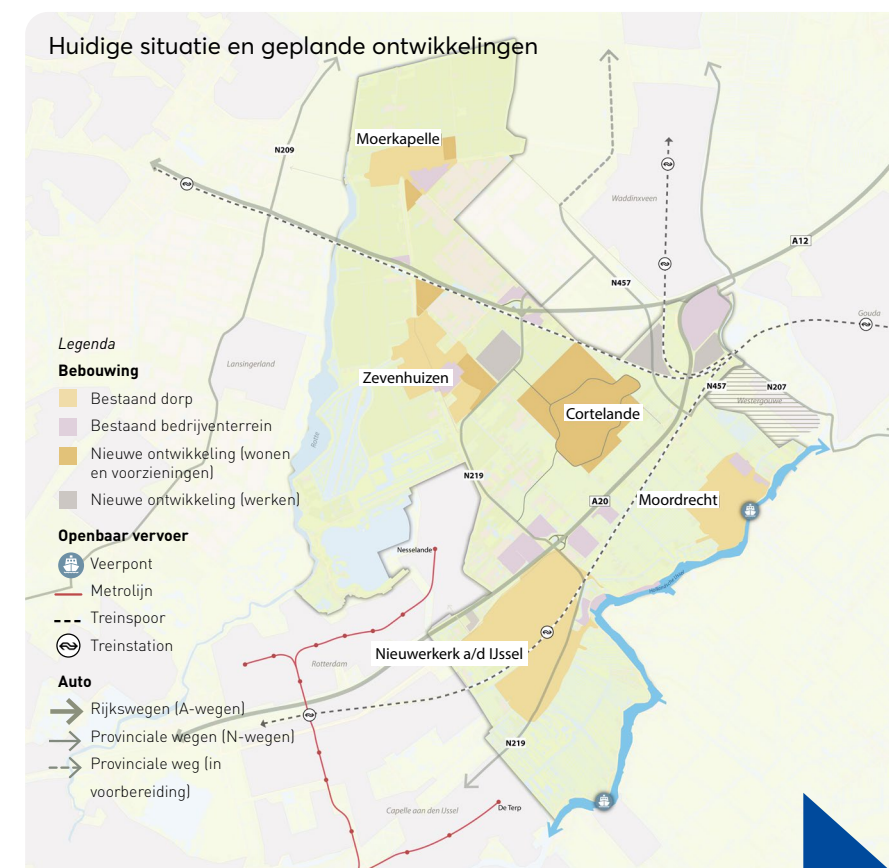 Huidige situatie en geplande ontwikkelingen
Moerkapelle
N209
Waddinxveen
A12
N457
Gouda
Legenda
Bebouwing
Bestaand dorp
Bestaand bedrijventerrein
Nieuwe ontwikkeling (wonen
en voorzieningen)
Nieuwe ontwikkeling (werken)
Openbaar vervoer
Veerpont
Metrolijn
Treinspoor
Treinstation
Auto
Rijkswegen (A-wegen)
Provinciale wegen (N-wegen)
Provinciale weg (in
voorbereiding)
Lansingerland
Rotte
Zevenhuizen
Cortelande
N457
N207
Westergouwe
N219
A20
Moordrecht
Nesselande
Nieuwerkerk a/d IJssel
Rotterdam
N219
Capelle aan den IJssel
De Terp